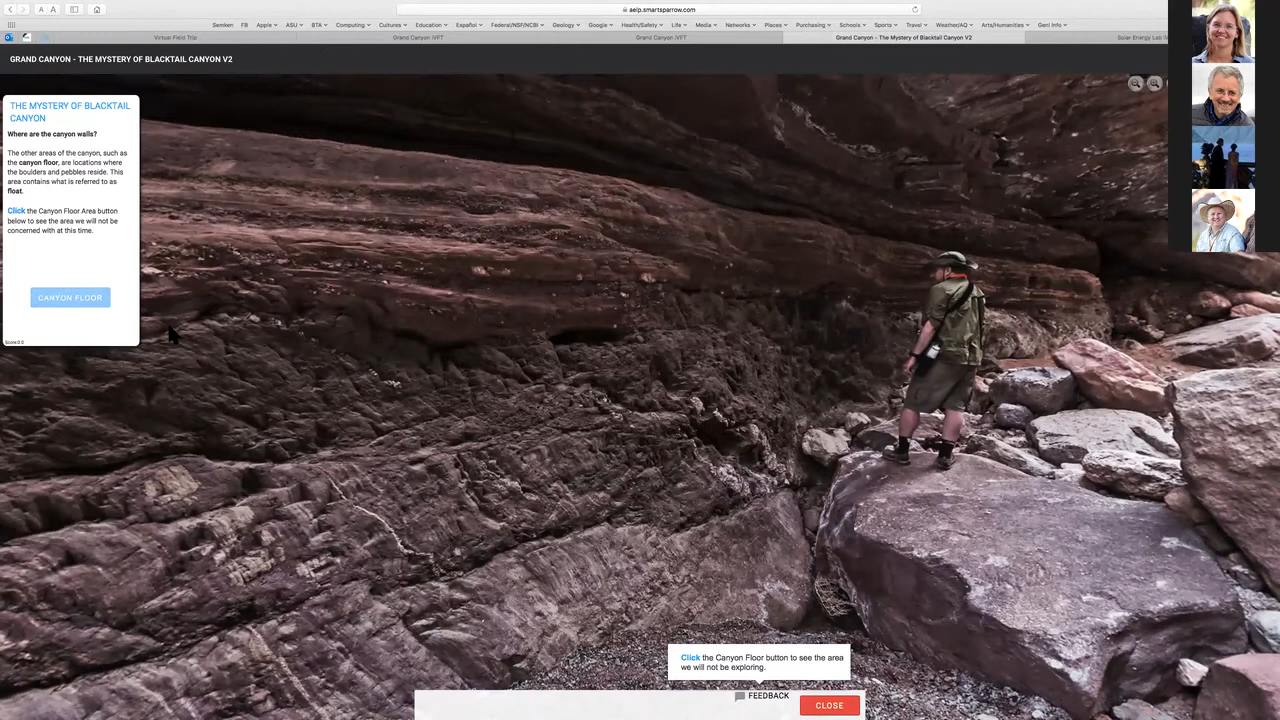 A A
aelp.smartsparrow.com
Semken FB Apple ASU BTA Computing Cultures Education Español Federal/NSF/NCBI Geology Google Health/Safety Life Media Networks Places Purchasing Schools Sports Travel Weather/AQ Arts/Humanities Genl Info
Virtual Field Trip Grand Canyon iVFT Grand Canyon iVFT Grand Canyon - The Mystery of Blacktail Canyon V2 Solar Energy Lab
GRAND CANYON - THE MYSTERY OF BLACKTAIL CANYON V2
THE MYSTERY OF BLACKTAIL
CANYON
Where are the canyon walls?
The other areas of the canyon, such as
the canyon floor, are locations where
the boulders and pebbles reside. This
area contains what is referred to as
float.
Click the Canyon Floor Area button
below to see the area we will not be
concerned with at this time.
CANYON FLOOR
Score:0.0
Click the Canyon Floor button to see the area
we will not be exploring.
FEEDBACK
CLOSE